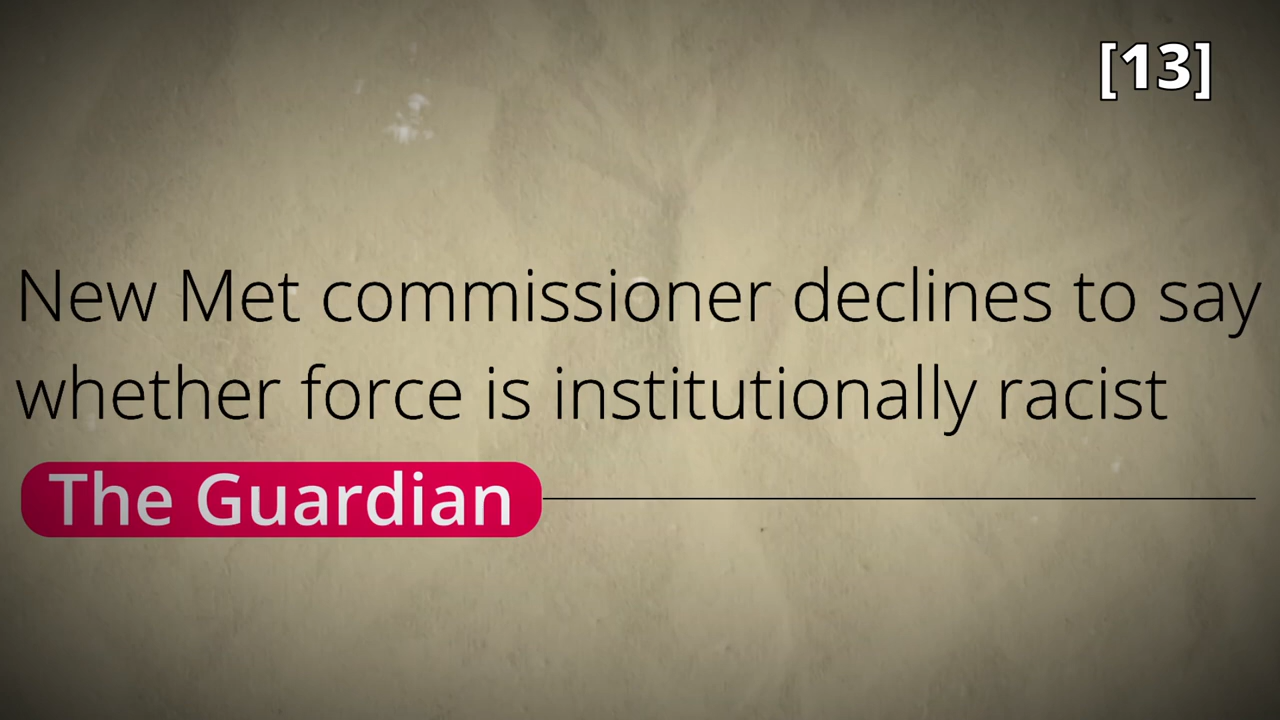 [13]
New Met commissioner declines to say
whether force is institutionally racist
The Guardian